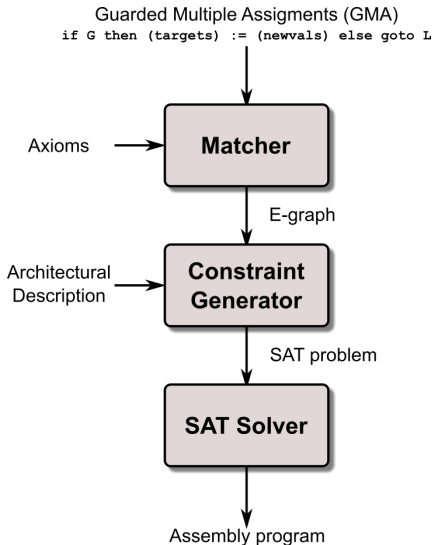 Guarded Multiple Assigments (GMA)
if G then (targets) := (newvals) else goto L
Axioms
Matcher
E-graph
Architectural
Description
Constraint
Generator
SAT problem
SAT Solver
Assembly program